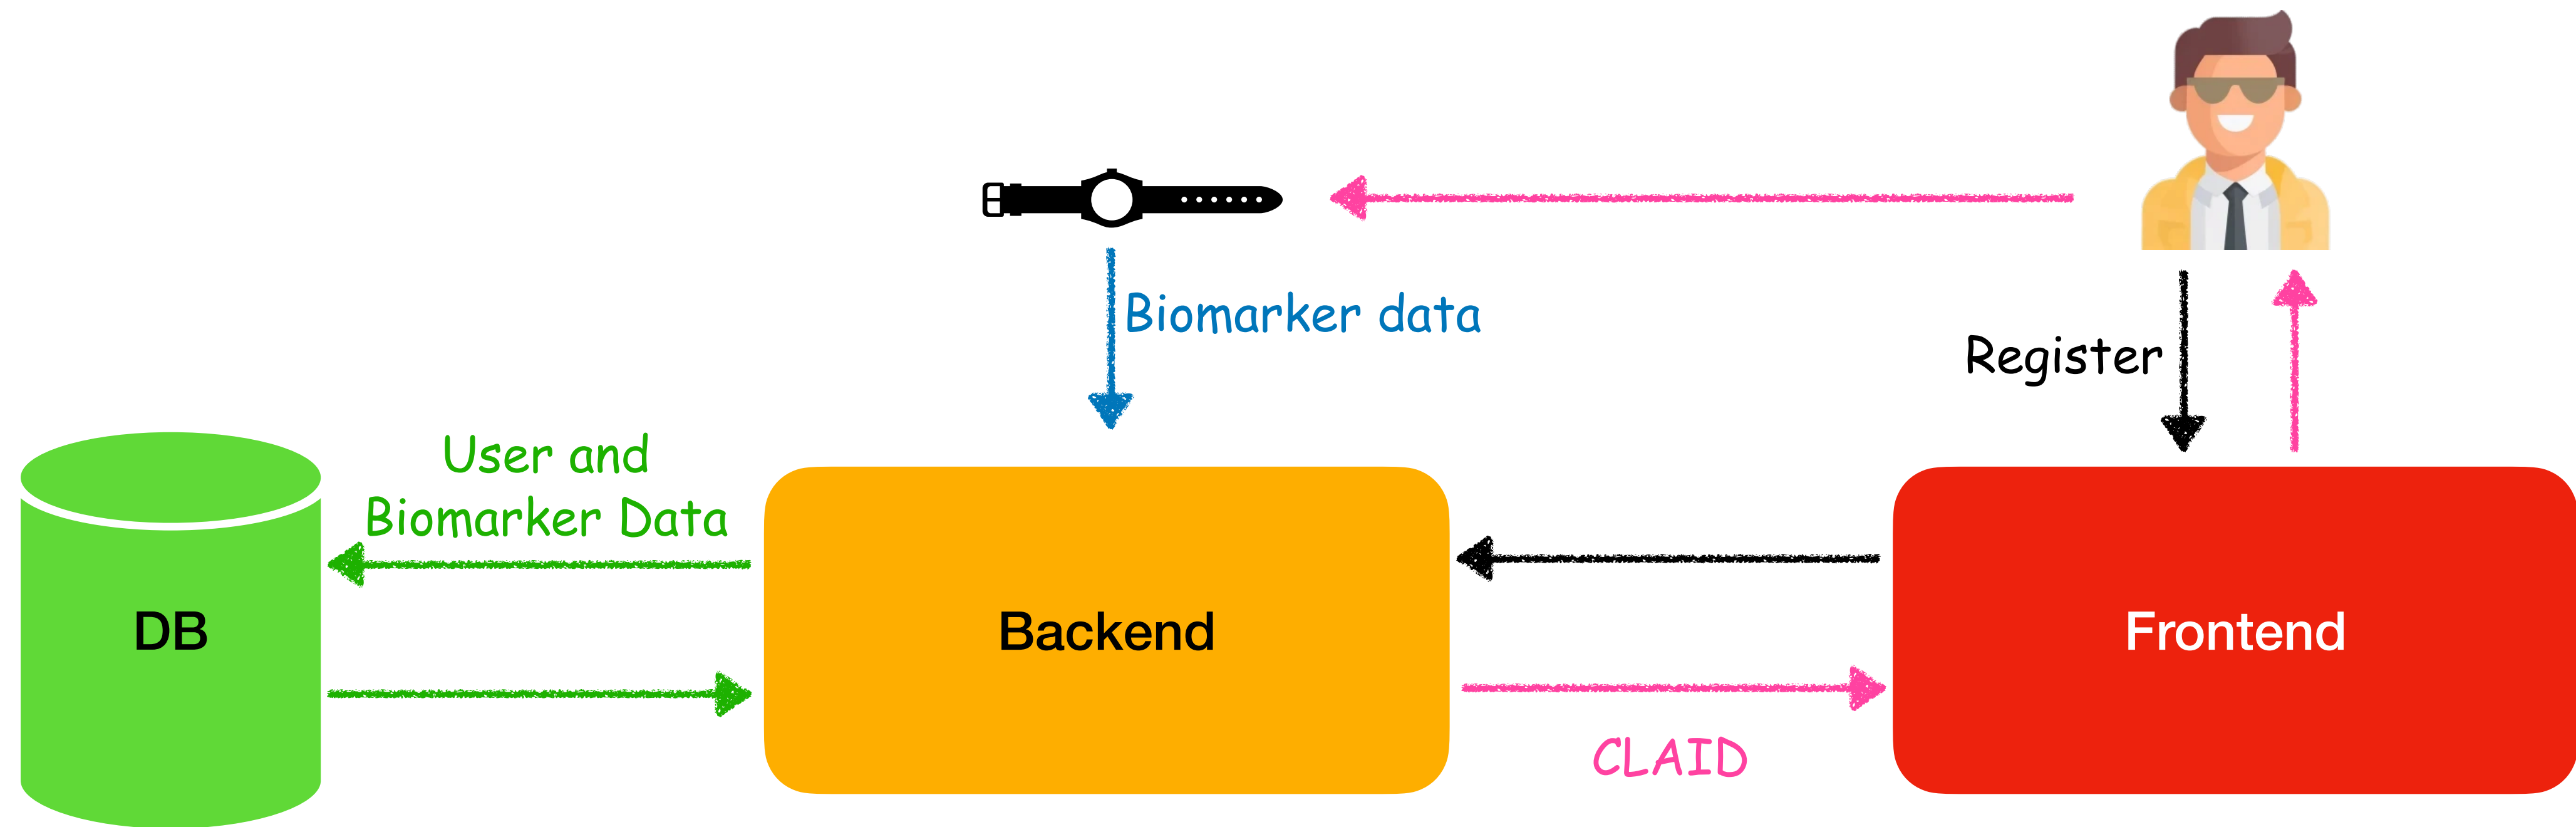 Biomarker data
Register
User and
Biomarker Data
DB
Backend
Frontend
CLAID